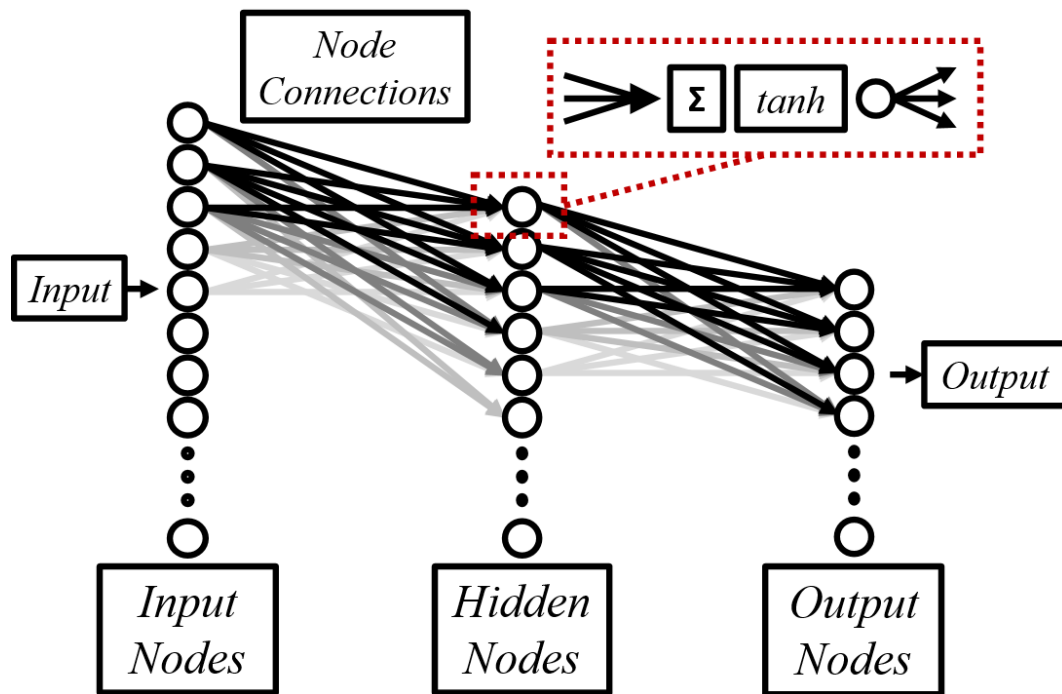 Node
Connections
Σ
tanh
Input
Output
Input
Nodes
Hidden
Nodes
Output
Nodes